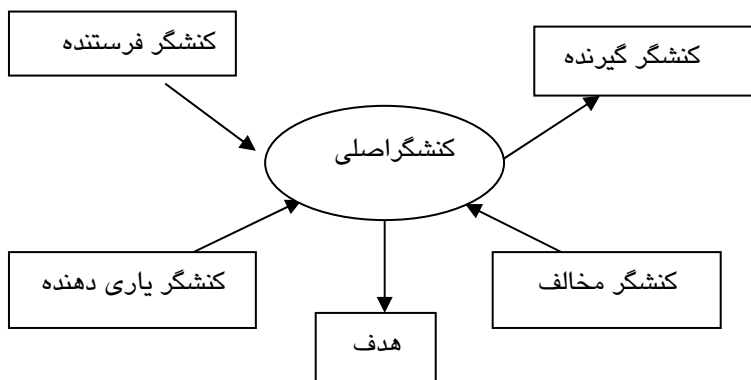 کنشگر گیرنده
کنشگر فرستنده
کنشگراصلی
کنشگر مخالف
کنشگر یاری دهنده
هدف